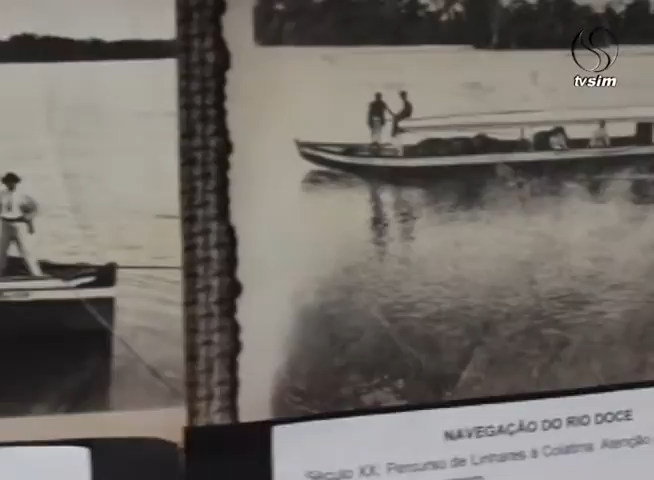 tvsim
NAVEGAÇÃO DO RIO DOCE
Século XX: Percurso de Linhares à Colatina. Atenção